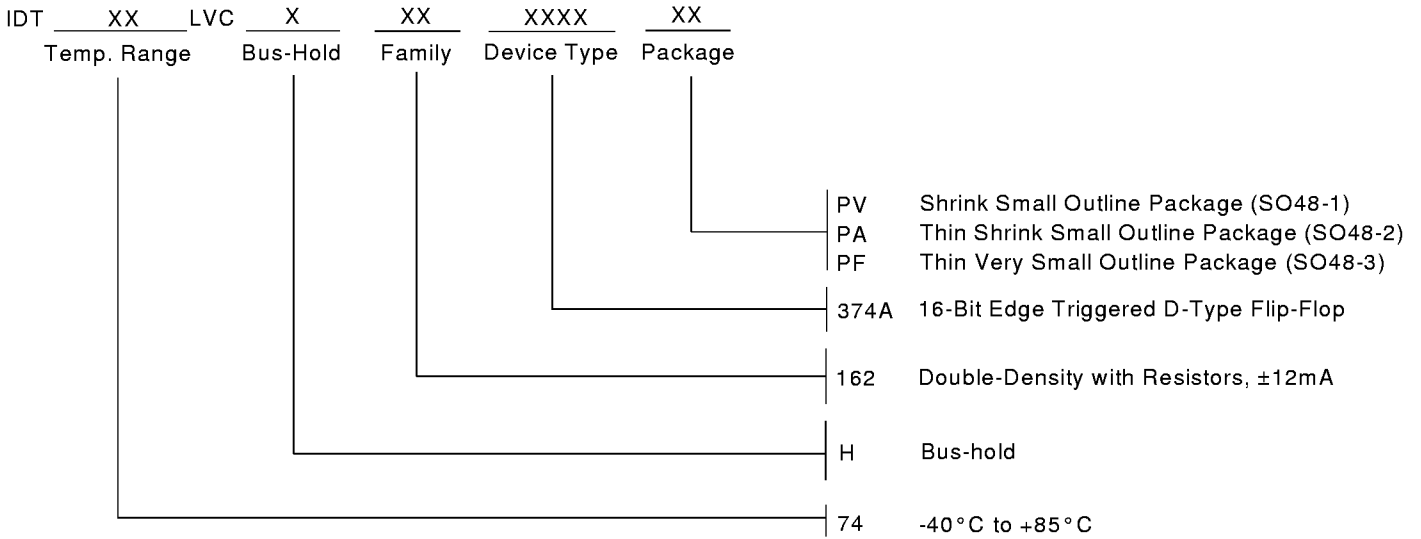 IDT XX LVC X XX XXXX XX
Temp. Range Bus-Hold Family Device Type Package
PV Shrink Small Outline Package (SO48-1)
PA Thin Shrink Small Outline Package (SO48-2)
PF Thin Very Small Outline Package (SO48-3)
374A 16-Bit Edge Triggered D-Type Flip-Flop
162 Double-Density with Resistors, ±12mA
H Bus-hold
74 -40°C to +85°C